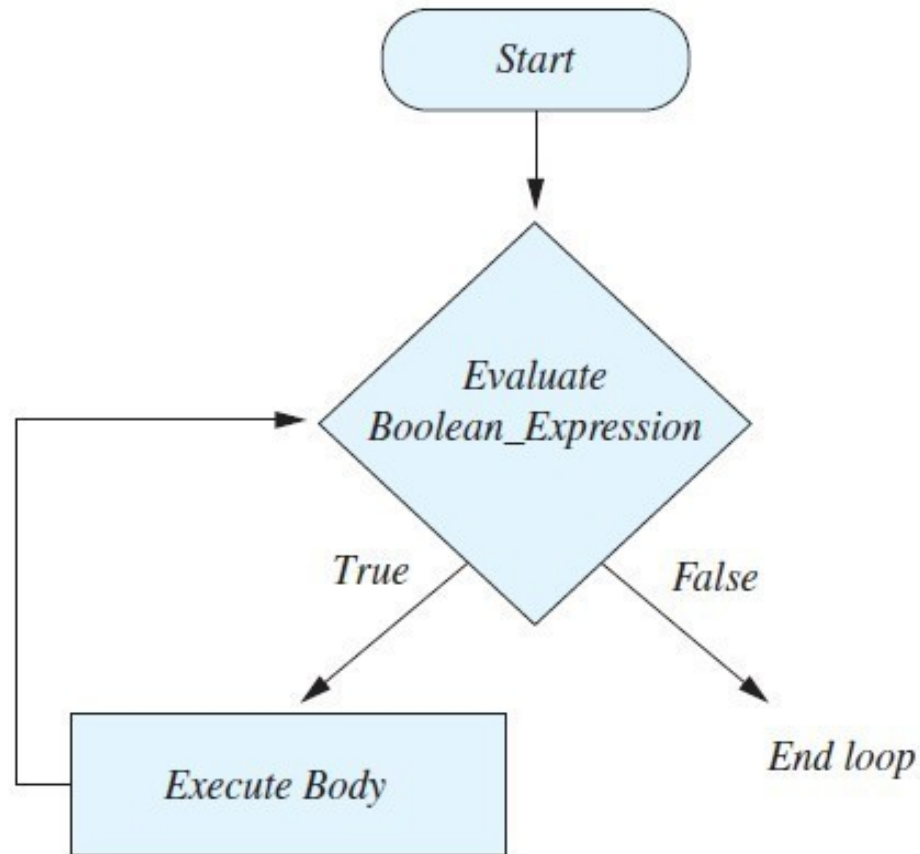 Start
Evaluate
Boolean_Expression
True
False
Execute Body
End loop